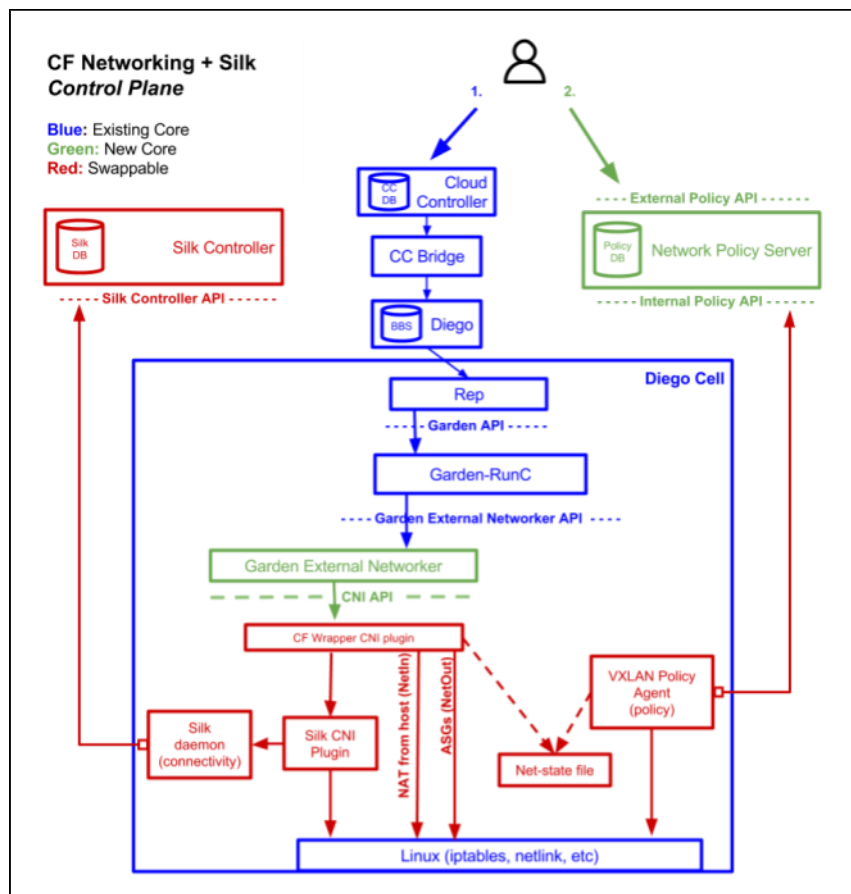 CF Networking + Silk
Control Plane
Blue: Existing Core
Green: New Core
Red: Swappable
1.
2.
CC
DB
Cloud
Controller
External Policy API
Silk
DB
Silk Controller
Policy
DB
Network Policy Server
CC Bridge
Silk Controller API
Internal Policy API
BBS
Diego
Diego Cell
Rep
Garden API
Garden-RunC
Garden External Networker API
Garden External Networker
CNI API
CF Wrapper CNI plugin
NAT from host (NetIn)
ASGs (NetOut)
VXLAN Policy
Agent
(policy)
Silk
daemon
(connectivity)
Silk CNI
Plugin
Net-state file
Linux (iptables, netlink, etc)